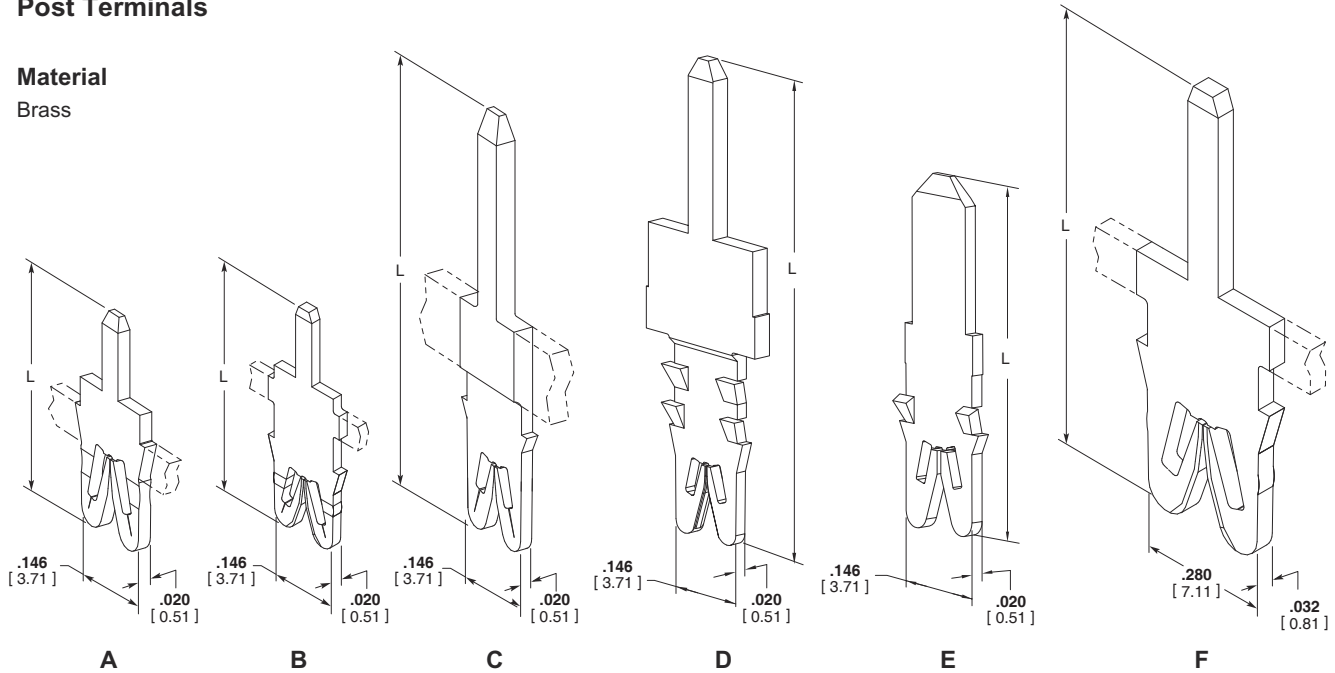 Post Terminals
Material
Brass
L
L
L
L
L
L
.146
[ 3.71 ]
.020
[ 0.51 ]
.146
[ 3.71 ]
.020
[ 0.51 ]
.146
[ 3.71 ]
.020
[ 0.51 ]
.146
[ 3.71 ]
.020
[ 0.51 ]
.146
[ 3.71 ]
.020
[ 0.51 ]
.280
[ 7.11 ]
.032
[ 0.81 ]
A
B
C
D
E
F